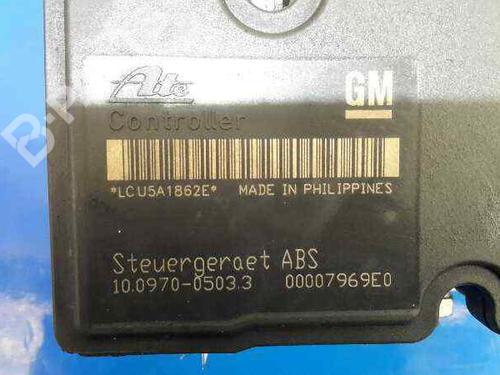 Ate
GM
Controller
*LCU5A1862E* MADE IN PHILIPPINES
Steuergeraet ABS
10.0970-0503.3 00007969E0